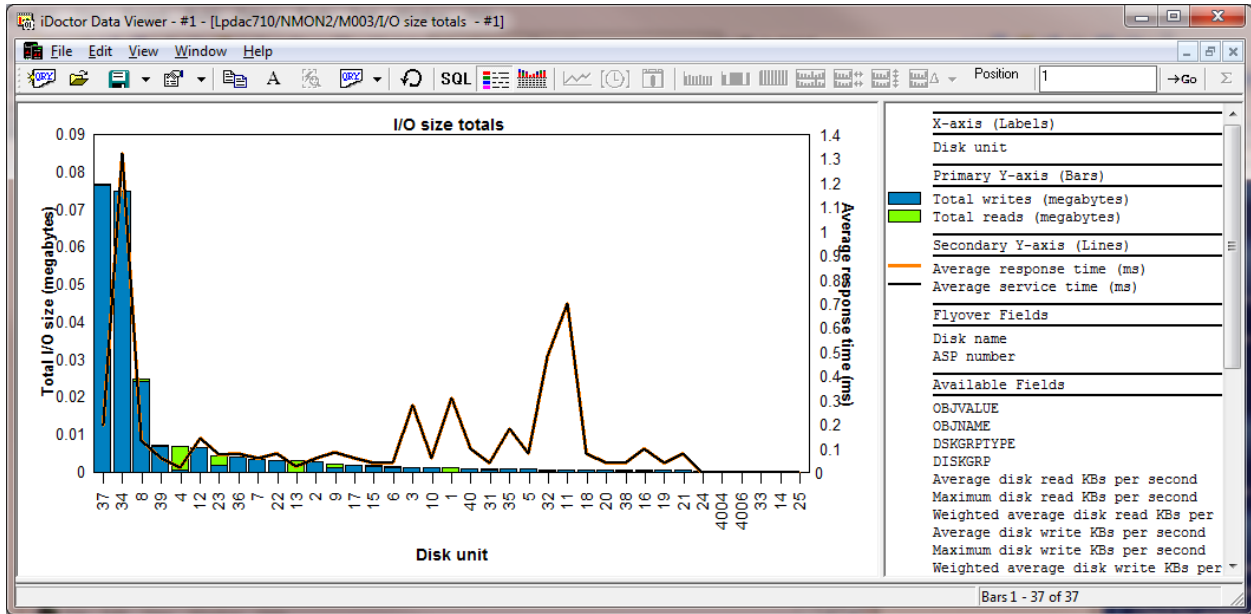 iDoctor Data Viewer - #1 - [Lpdac710/NMON2/M003/I/O size totals - #1]
File Edit View Window Help
QRY A QRY SQL Position 1 →Go Σ
I/O size totals
Total I/O size (megabytes)
0.09
0.08
0.07
0.06
0.05
0.04
0.03
0.02
0.01
0
1.4
1.3
1.2
1.1
1
0.9
0.8
0.7
0.6
0.5
0.4
0.3
0.2
0.1
0
Average response time (ms)
37 34 8 39 4 12 23 36 7 22 13 2 9 17 15 6 3 10 1 40 31 35 5 32 11 18 20 38 16 19 21 24 4004 4006 33 14 25
Disk unit
X-axis (Labels)
Disk unit
Primary Y-axis (Bars)
Total writes (megabytes)
Total reads (megabytes)
Secondary Y-axis (Lines)
Average response time (ms)
Average service time (ms)
Flyover Fields
Disk name
ASP number
Available Fields
OBJVALUE
OBJNAME
DSKGRPTYPE
DISKGRP
Average disk read KBs per second
Maximum disk read KBs per second
Weighted average disk read KBs per
Average disk write KBs per second
Maximum disk write KBs per second
Weighted average disk write KBs per
Bars 1 - 37 of 37